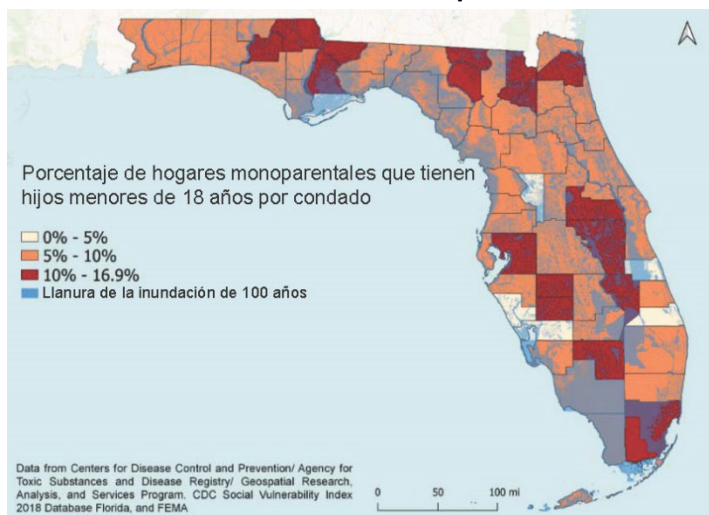 Porcentaje de hogares monoparentales que tienen
hijos menores de 18 años por condado
0% - 5%
5% - 10%
10% - 16.9%
Llanura de la inundación de 100 años
Data from Centers for Disease Control and Prevention/ Agency for
Toxic Substances and Disease Registry/ Geospatial Research,
Analysis, and Services Program. CDC Social Vulnerability Index
2018 Database Florida, and FEMA
0 50 100 mi